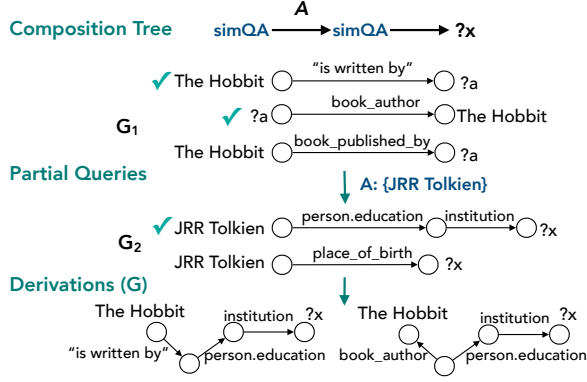 A
Composition Tree simQA simQA ?x
✓ The Hobbit "is written by" ?a
✓ ?a book_author The Hobbit
G1
The Hobbit book_published_by ?a
Partial Queries
A: {JRR Tolkien}
✓ JRR Tolkien person.education institution ?x
G2
JRR Tolkien place_of_birth ?x
Derivations (G)
The Hobbit institution ?x The Hobbit institution ?x
"is written by" person.education book_author person.education